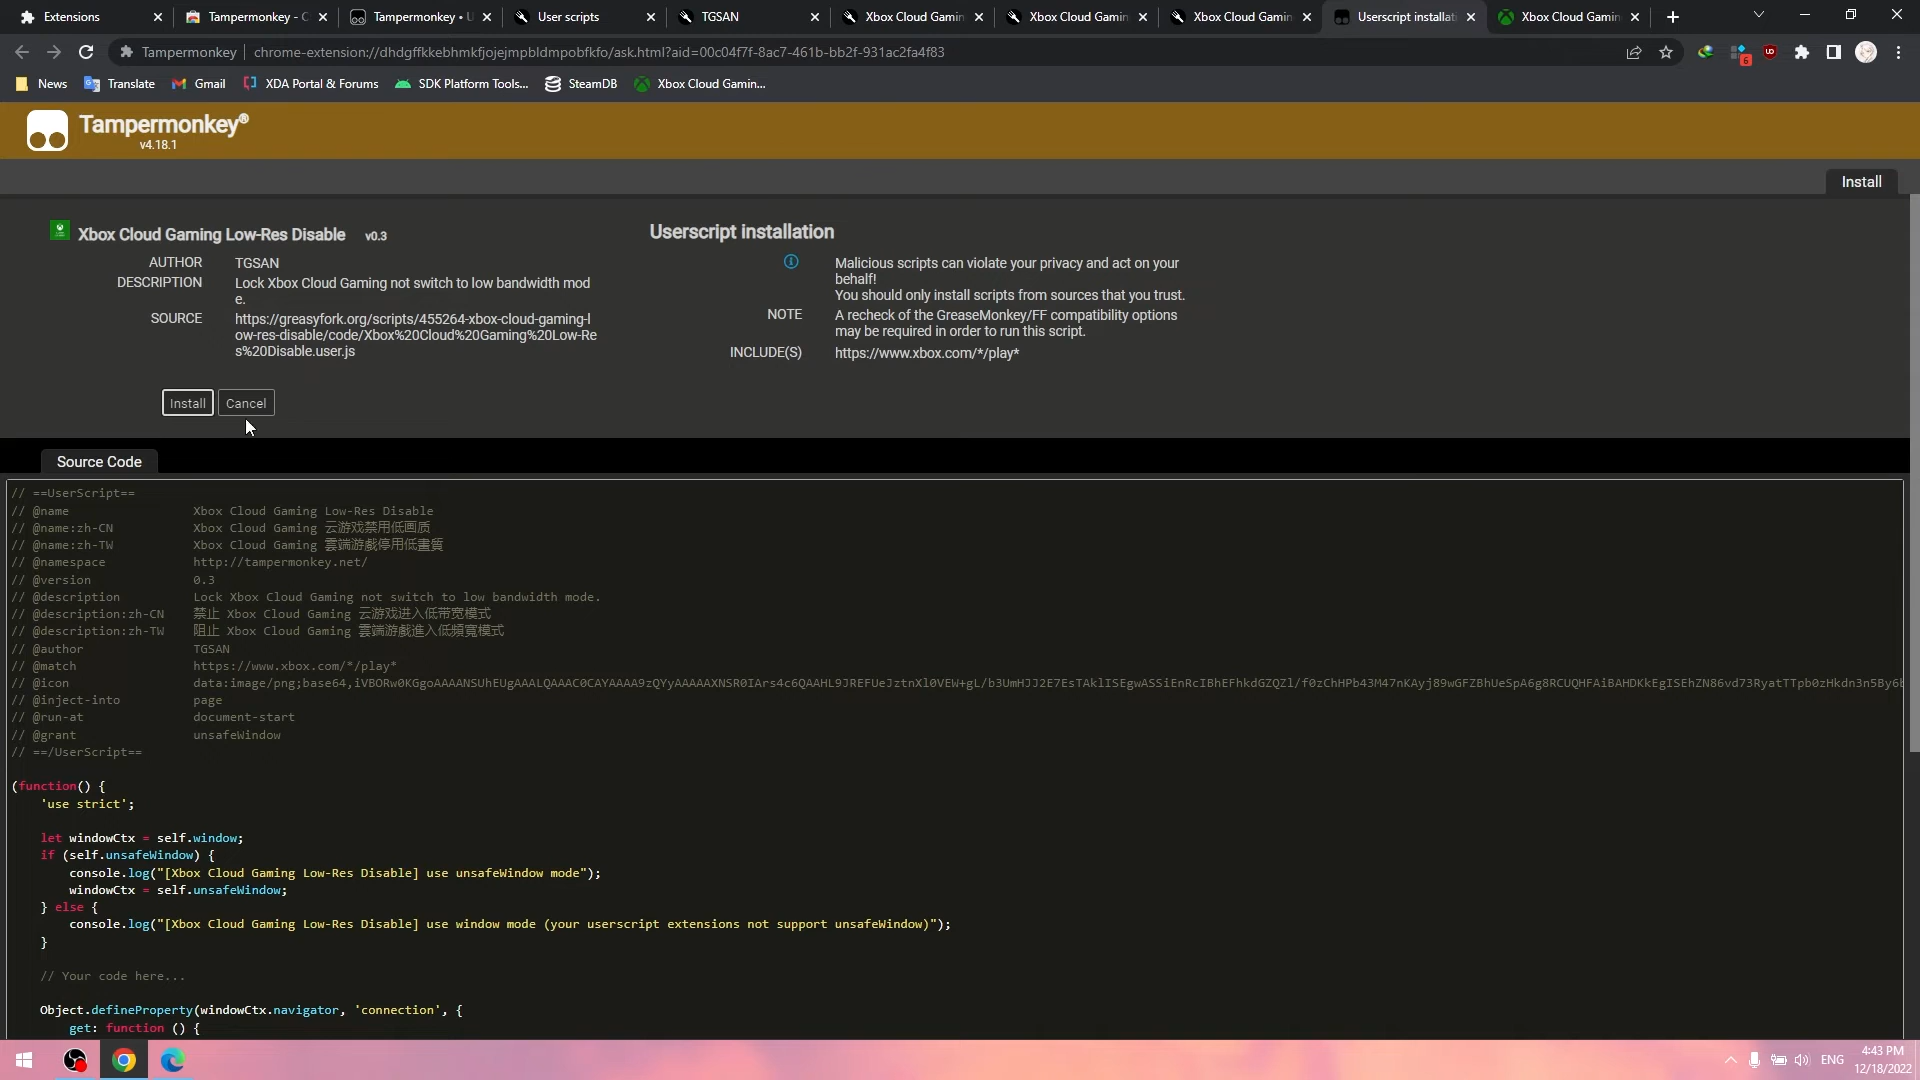 Extensions
Tampermonkey - C
Tampermonkey • U
User scripts
TGSAN
Xbox Cloud Gamin
Xbox Cloud Gamin
Xbox Cloud Gamin
Userscript installati
Xbox Cloud Gamin
Tampermonkey
chrome-extension://dhdgffkkebhmkfjojejmpbldmpobfkfo/ask.html?aid=00c04f7f-8ac7-461b-bb2f-931ac2fa4f83
6
News
Translate
Gmail
XDA Portal & Forums
SDK Platform Tools...
SteamDB
Xbox Cloud Gamin...
Tampermonkey®
v4.18.1
Install
Xbox Cloud Gaming Low-Res Disable v0.3
AUTHOR TGSAN
DESCRIPTION Lock Xbox Cloud Gaming not switch to low bandwidth mod
e.
SOURCE https://greasyfork.org/scripts/455264-xbox-cloud-gaming-l
ow-res-disable/code/Xbox%20Cloud%20Gaming%20Low-Re
s%20Disable.user.js
Userscript installation
Malicious scripts can violate your privacy and act on your
behalf!
You should only install scripts from sources that you trust.
NOTE A recheck of the GreaseMonkey/FF compatibility options
may be required in order to run this script.
INCLUDE(S) https://www.xbox.com/*/play*
Install
Cancel
Source Code
// ==UserScript==
// @name Xbox Cloud Gaming Low-Res Disable
// @name:zh-CN Xbox Cloud Gaming 云游戏禁用低画质
// @name:zh-TW Xbox Cloud Gaming 雲端游戲停用低畫質
// @namespace http://tampermonkey.net/
// @version 0.3
// @description Lock Xbox Cloud Gaming not switch to low bandwidth mode.
// @description:zh-CN 禁止 Xbox Cloud Gaming 云游戏进入低带宽模式
// @description:zh-TW 阻止 Xbox Cloud Gaming 雲端游戲進入低頻寬模式
// @author TGSAN
// @match https://www.xbox.com/*/play*
// @icon data:image/png;base64,
// @inject-into page
// @run-at document-start
// @grant unsafeWindow
// ==/UserScript==
(function() {
'use strict';
let windowCtx = self.window;
if (self.unsafeWindow) {
console.log("[Xbox Cloud Gaming Low-Res Disable] use unsafeWindow mode");
windowCtx = self.unsafeWindow;
} else {
console.log("[Xbox Cloud Gaming Low-Res Disable] use window mode (your userscript extensions not support unsafeWindow)");
}
// Your code here...
Object.defineProperty(windowCtx.navigator, 'connection', {
get: function () {
ENG
4:43 PM
12/18/2022